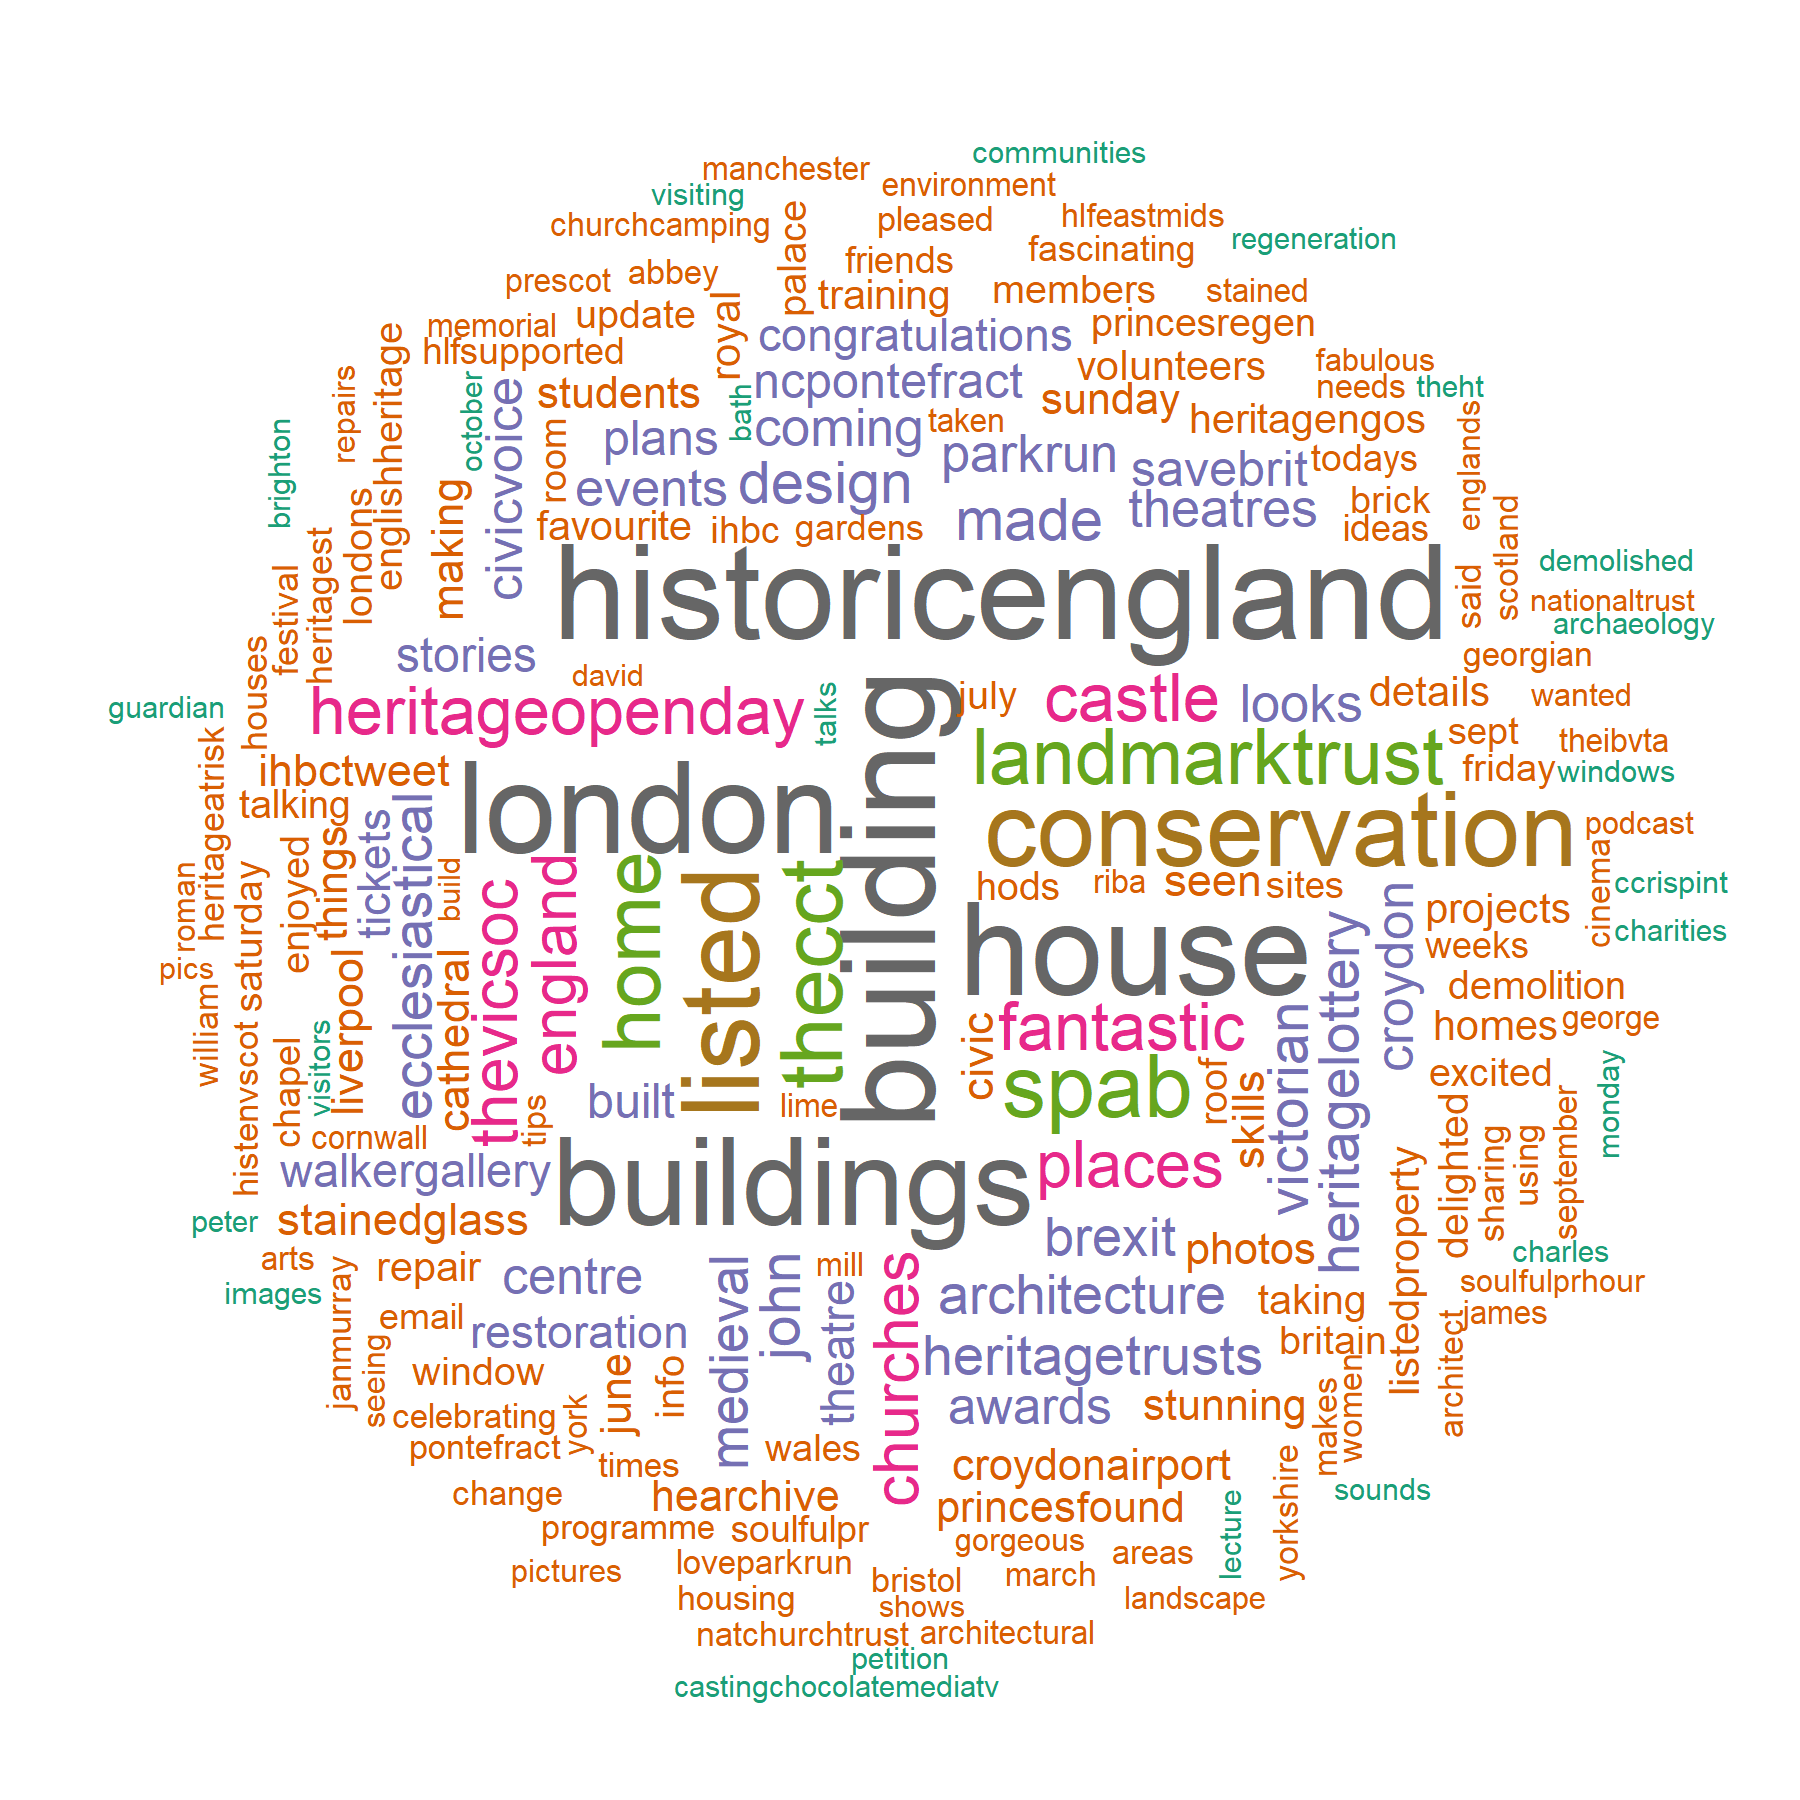 communities
manchester
environment
visiting
churchcamping
palace
pleased
hlfeastmids
regeneration
fascinating
friends
abbey
prescot
royal
training
members
stained
memorial
update
congratulations
princesregen
hlfsupported
englishheritage
volunteers
fabulous
repairs
october
civicvoice
students
ncpontefract
bath
needs
theht
sunday
taken
coming
heritagengos
englands
brighton
room
plans
parkrun
savebrit
todays
londons
making
events
design
made
theatres
brick
ideas
scotland
heritagest
favourite
ihbc
gardens
historicengland
demolished
said
nationaltrust
archaeology
festival
houses
stories
david
georgian
guardian
heritageopenday
talks
building
july
castle
looks
details
wanted
heritageatrisk
ihbctweet
landmarktrust
sept
theibvta
friday
windows
talking
london
conservation
podcast
tickets
ecclesiastical
things
enjoyed
roman
saturday
build
thevicsoc
england
home
listed
thect
hods
riba
seen
sites
cinema
ccrispint
charities
croydon
projects
weeks
house
heritagelottery
pics
liverpool
cathedral
demolition
william
histenvscot
chapel
visitors
civic
fantastic
victorian
homes
george
monday
cornwall
tips
built
lime
spab
roof
skills
excited
delighted
sharing
using
september
walkergallery
buildings
places
listedproperty
peter
stainedglass
brexit
photos
charles
arts
images
janmurray
repair
centre
medieval
john
mill
theatre
churches
architecture
taking
soulfulprhour
james
email
seeing
restoration
heritagetrusts
britain
architect
window
june
info
celebrating
york
awards
stunning
makes
women
pontefract
times
wales
croydonairport
yorkshire
sounds
change
hearchive
princesfound
lecture
programme
soulfulpr
gorgeous
areas
pictures
loveparkrun
bristol
march
housing
shows
landscape
natchurchtrust
architectural
petition
castingchocolatemediatv